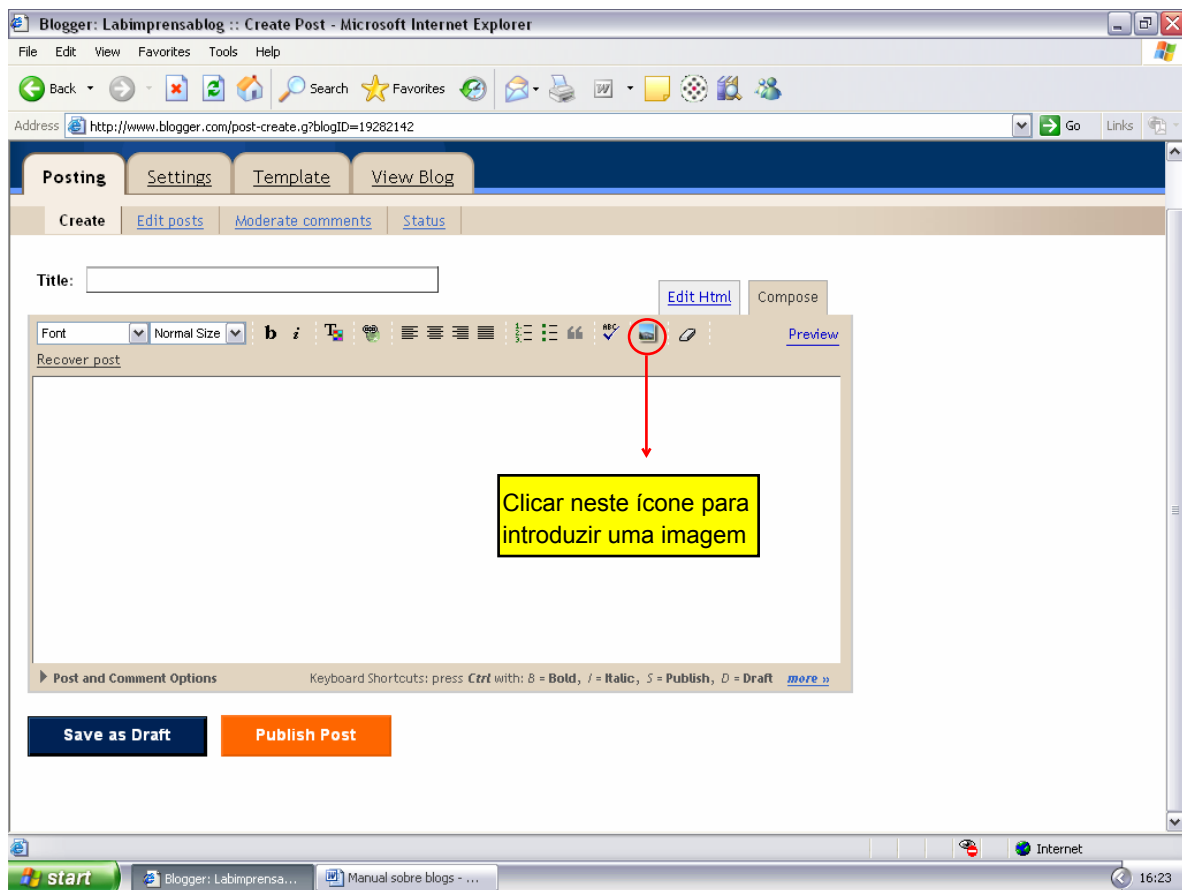 Blogger: Labimprensablog :: Create Post - Microsoft Internet Explorer
File Edit View Favorites Tools Help
Back Search Favorites
Address http://www.blogger.com/post-create.g?blogID=19282142 Go Links
Posting Settings Template View Blog
Create Edit posts Moderate comments Status
Title:
Edit Html Compose
Font Normal Size b i T ABC Preview
Recover post
Clicar neste ícone para
introduzir uma imagem
Post and Comment Options Keyboard Shortcuts: press Ctrl with: B = Bold, I = Italic, S = Publish, D = Draft more »
Save as Draft Publish Post
Internet
start Blogger: Labimprensa... Manual sobre blogs - ... 16:23